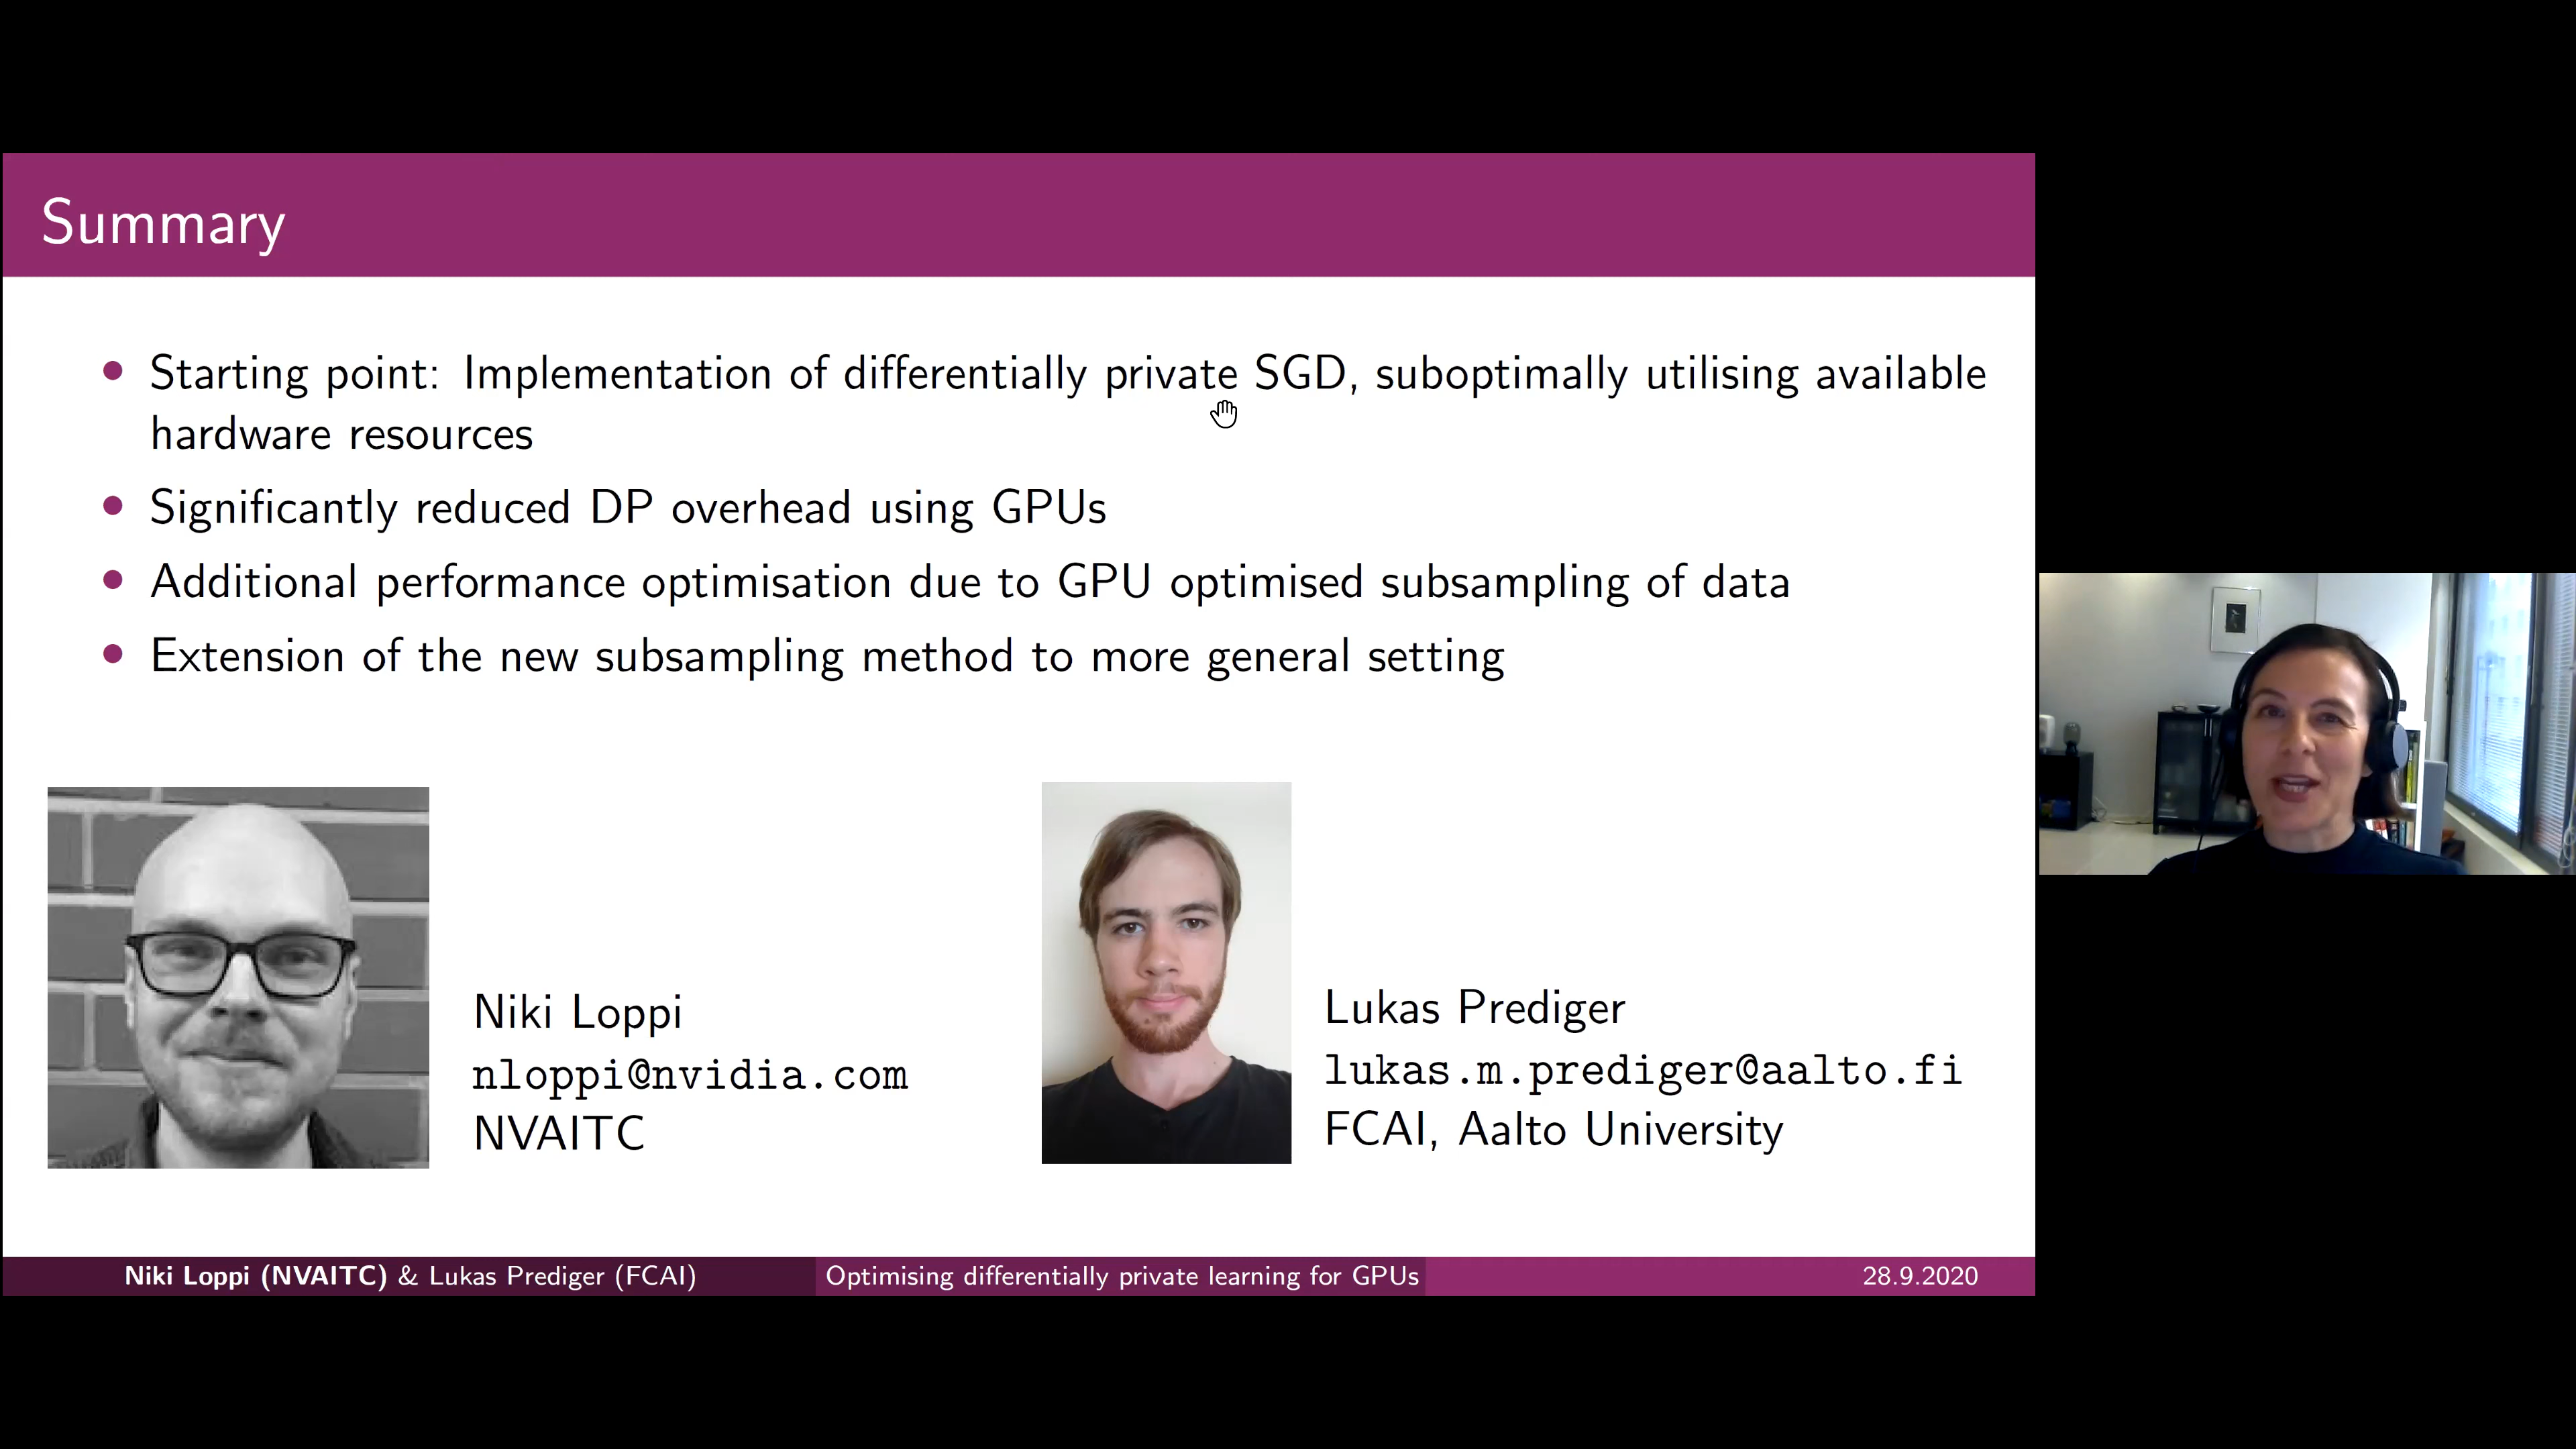 Summary
• Starting point: Implementation of differentially private SGD, suboptimally utilising available
hardware resources
• Significantly reduced DP overhead using GPUs
• Additional performance optimisation due to GPU optimised subsampling of data
• Extension of the new subsampling method to more general setting
Niki Loppi
nloppi@nvidia.com
NVAITC
Lukas Prediger
lukas.m.prediger@aalto.fi
FCAI, Aalto University
Niki Loppi (NVAITC) & Lukas Prediger (FCAI)
Optimising differentially private learning for GPUs
28.9.2020